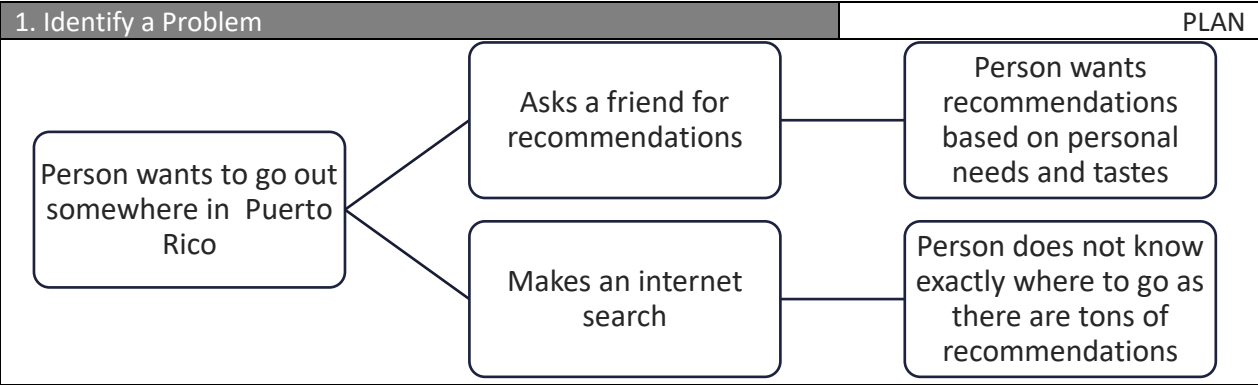 1. Identify a Problem
PLAN
Person wants to go out
somewhere in  Puerto
Rico
Asks a friend for
recommendations
Person wants
recommendations
based on personal
needs and tastes
Makes an internet
search
Person does not know
exactly where to go as
there are tons of
recommendations